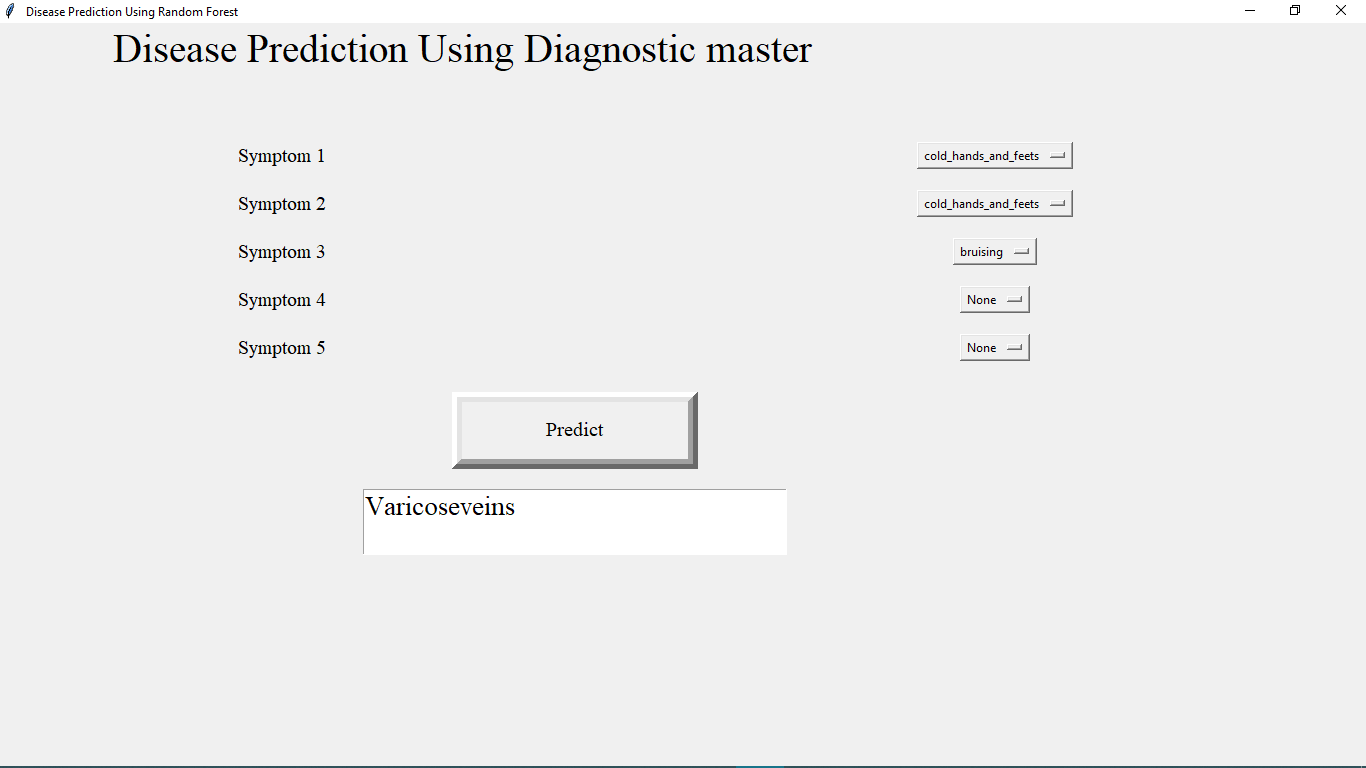 Disease Prediction Using Random Forest
Disease Prediction Using Diagnostic master
Symptom 1 cold_hands_and_feets
Symptom 2 cold_hands_and_feets
Symptom 3 bruising
Symptom 4 None
Symptom 5 None
Predict
Varicoseveins